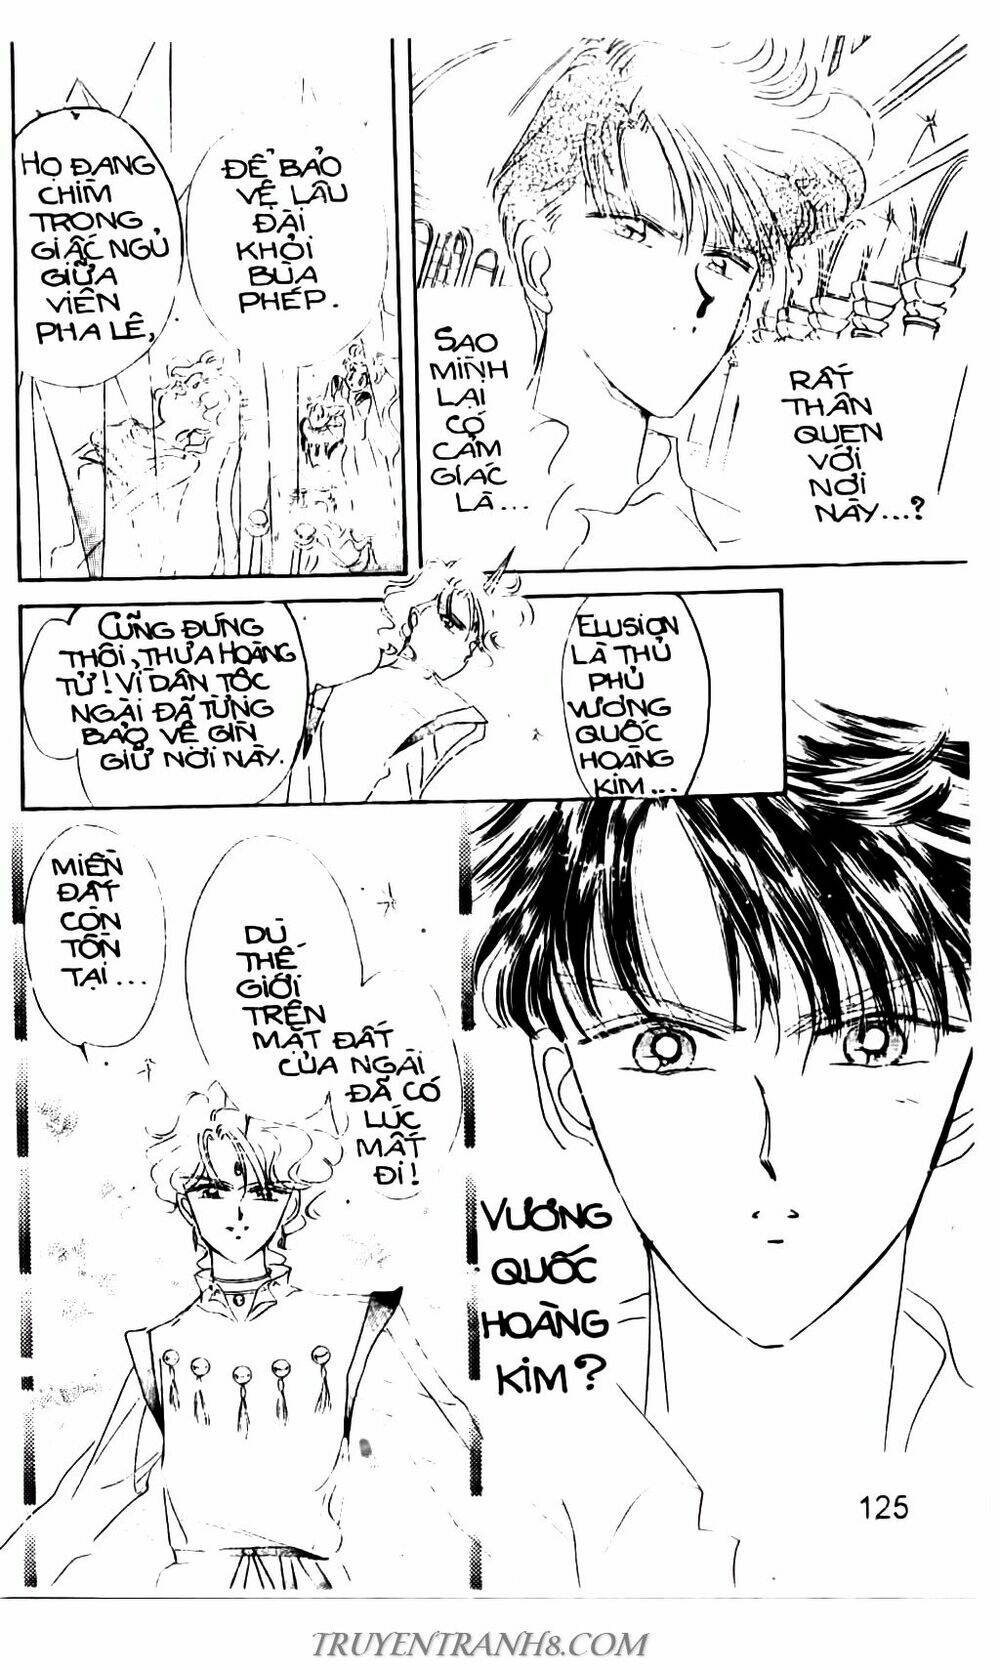 RẤT
THÂN
QUEN
VỚI
NƠI
NÀY...?
SAO
MÌNH
LẠI
CÓ
CẢM
GIÁC
LÀ...
ĐỂ BẢO
VỆ LÂU
ĐÀI
KHỎI
BÙA
PHÉP.
HỌ ĐANG
CHÌM
TRONG
GIẤC NGỦ
GIỮA
VIÊN
PHA LÊ,
ELUSION
LÀ THỦ
PHỦ
VƯƠNG
QUỐC
HOÀNG
KIM...
CŨNG ĐÚNG
THÔI, THƯA HOÀNG
TỬ! VÌ DÂN TỘC
NGÀI ĐÃ TỪNG
BẢO VỆ GÌN
GIỮ NƠI NÀY.
MIỀN
ĐẤT
CÒN
TỒN
TẠI...
DÙ
THẾ
GIỚI
TRÊN
MẶT ĐẤT
CỦA NGÀI
ĐÃ CÓ
LÚC
MẤT
ĐI!
VƯƠNG
QUỐC
HOÀNG
KIM?
125
TRUYENTRANH8.COM